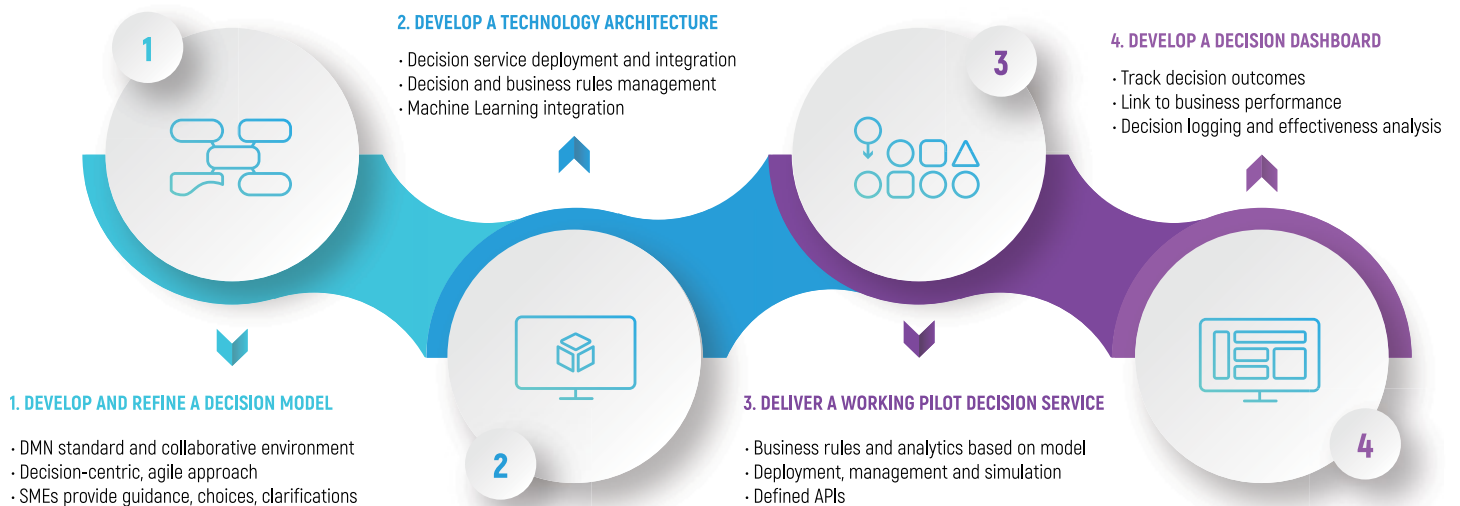 1
2. DEVELOP A TECHNOLOGY ARCHITECTURE
· Decision service deployment and integration
· Decision and business rules management
· Machine Learning integration
3
4. DEVELOP A DECISION DASHBOARD
· Track decision outcomes
· Link to business performance
· Decision logging and effectiveness analysis
1. DEVELOP AND REFINE A DECISION MODEL
· DMN standard and collaborative environment
· Decision-centric, agile approach
· SMEs provide guidance, choices, clarifications
2
3. DELIVER A WORKING PILOT DECISION SERVICE
· Business rules and analytics based on model
· Deployment, management and simulation
· Defined APIs
4